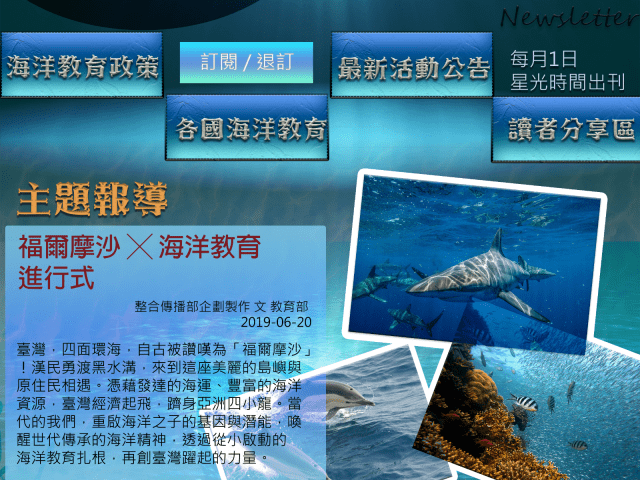 Newsletter
海洋教育政策
訂閱 / 退訂
最新活動公告
每月1日
星光時間出刊
各國海洋教育
讀者分享區
主題報導
福爾摩沙╳海洋教育
進行式
整合傳播部企劃製作 文 教育部
2019-06-20
臺灣，四面環海，自古被讚嘆為「福爾摩沙」
！漢民勇渡黑水溝，來到這座美麗的島嶼與
原住民相遇。憑藉發達的海運、豐富的海洋
資源，臺灣經濟起飛，躋身亞洲四小龍。當
代的我們，重啟海洋之子的基因與潛能，喚
醒世代傳承的海洋精神，透過從小啟動的
海洋教育扎根，再創臺灣躍起的力量。